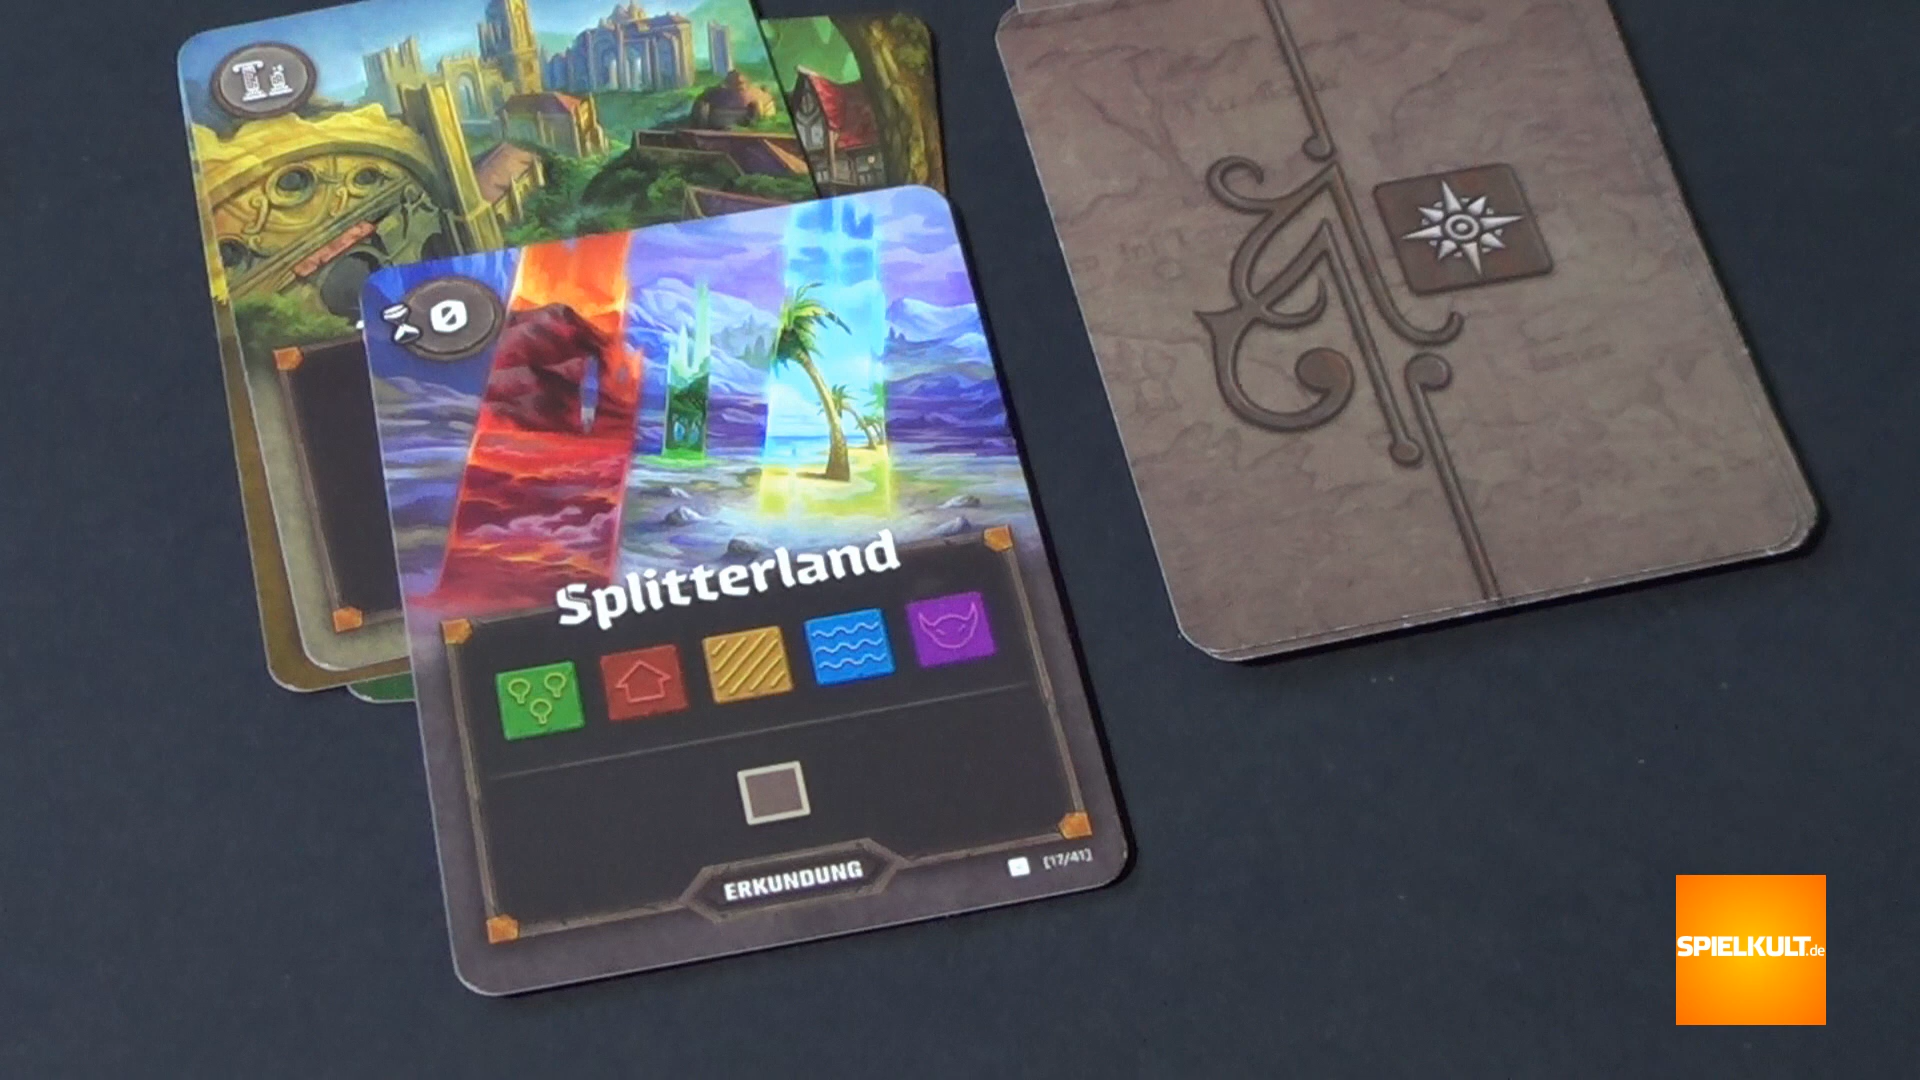 0
Splitterland
ERKUNDUNG
[17/41]
SPIELKULT.de